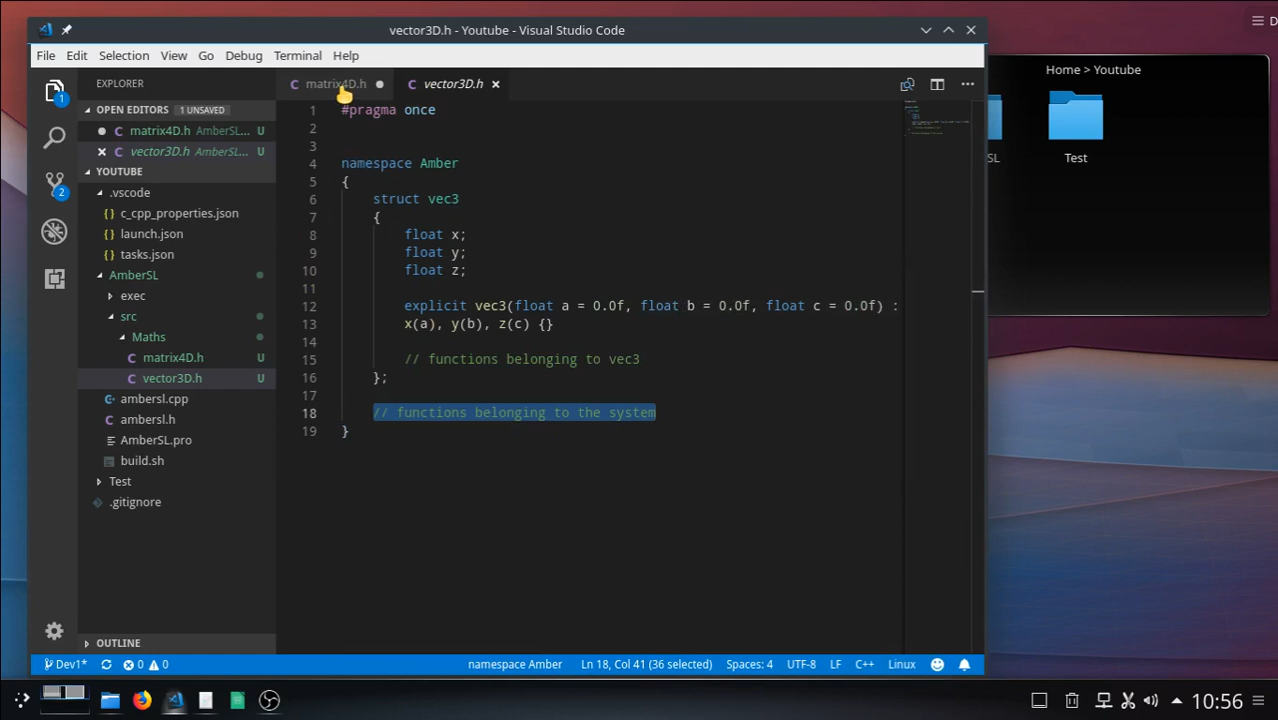 vector3D.h - Youtube - Visual Studio Code
File Edit Selection View Go Debug Terminal Help
EXPLORER
OPEN EDITORS 1 UNSAVED
matrix4D.h AmberSL... U
vector3D.h AmberSL... U
YOUTUBE
.vscode
c_cpp_properties.json
launch.json
tasks.json
AmberSL
exec
src
Maths
matrix4D.h U
vector3D.h U
ambersl.cpp
ambersl.h
AmberSL.pro
build.sh
Test
.gitignore
OUTLINE
matrix4D.h vector3D.h
1 #pragma once
2
3
4 namespace Amber
5 {
6 struct vec3
7 {
8 float x;
9 float y;
10 float z;
11
12 explicit vec3(float a = 0.0f, float b = 0.0f, float c = 0.0f) :
13 x(a), y(b), z(c) {}
14
15 // functions belonging to vec3
16 };
17
18 // functions belonging to the system
19 }
Dev1* 0 0 namespace Amber Ln 18, Col 41 (36 selected) Spaces: 4 UTF-8 LF C++ Linux
1
2
D
Home > Youtube
SL
Test
10:56